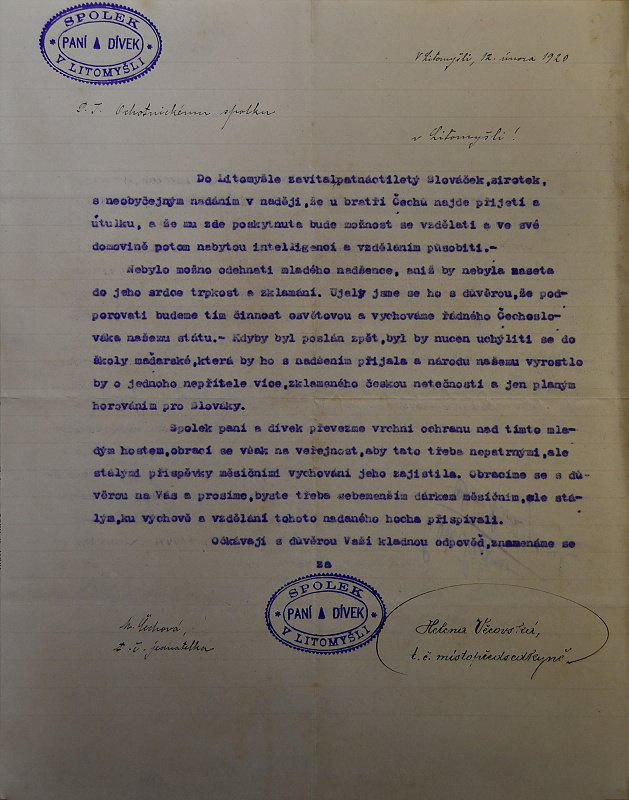 SPOLEK
PANÍ ▲ DÍVEK
V LITOMYŠLI
V Litomyšli, 12. února 1920
P. T. Ochotnickému spolku
v Litomyšli!
Do Litomyšle zavítalpatnáctiletý Slováček,sirotek,
s neobyčejným nadáním v naději,že u bratří Čechů najde přijetí a
útulku, a že mu zde poskytnuta bude možnost se vzdělati a ve své
domovině potom nabytou intelligencí a vzděláním působiti.-
Nebylo možno odehnati mladého nadšence, aniž by nebyla zaseta
do jeho srdce trpkost a zklamání. Ujaly jsme se ho s důvěrou,že pod-
porovati budeme tím činnost osvětovou a vychováme řádného Čechoslo-
váka našemu státu.- Kdyby byl poslán zpět,byl by nucen uchýliti se do
školy maďarské,která by ho s nadšením přijala a národu našemu vyrostlo
by o jednoho nepřítele více,zklameného českou netečností a jen planým
horováním pro Slováky.
Spolek paní a dívek převezme vrchní ochranu nad tímto mla-
dým hostem,obrací se však na veřejnost,aby tato třeba nepatrnými,ale
stálými příspěvky měsíčními vychování jeho zajistila. Obracíme se s dů-
věrou na Vás a prosíme,byste třeba sebemenším dárkem měsíčním,ale stá-
lým,ku výchově a vzdělání tohoto nadaného hocha přispívali.
Očkávají s důvěrou Vaší kladnou odpověď,znamenáme se
za
SPOLEK
PANÍ ▲ DÍVEK
V LITOMYŠLI
M. Čechová,
t. č. jednatelka
Helena Věcovská,
t. č. místopředsedkyně